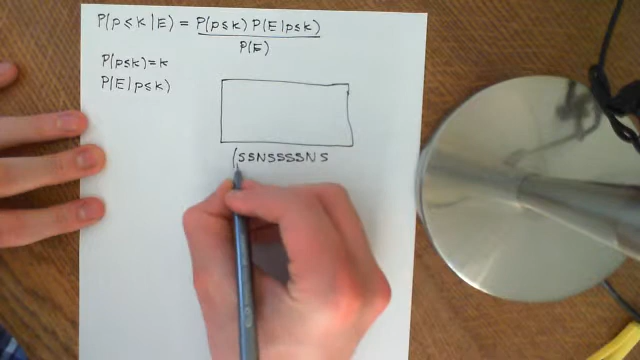 P(p≤k|E) = P(p≤k) P(E|p≤k)
P(E)
P(p≤k)=k
P(E|p≤k)
(SSNSSSSNS